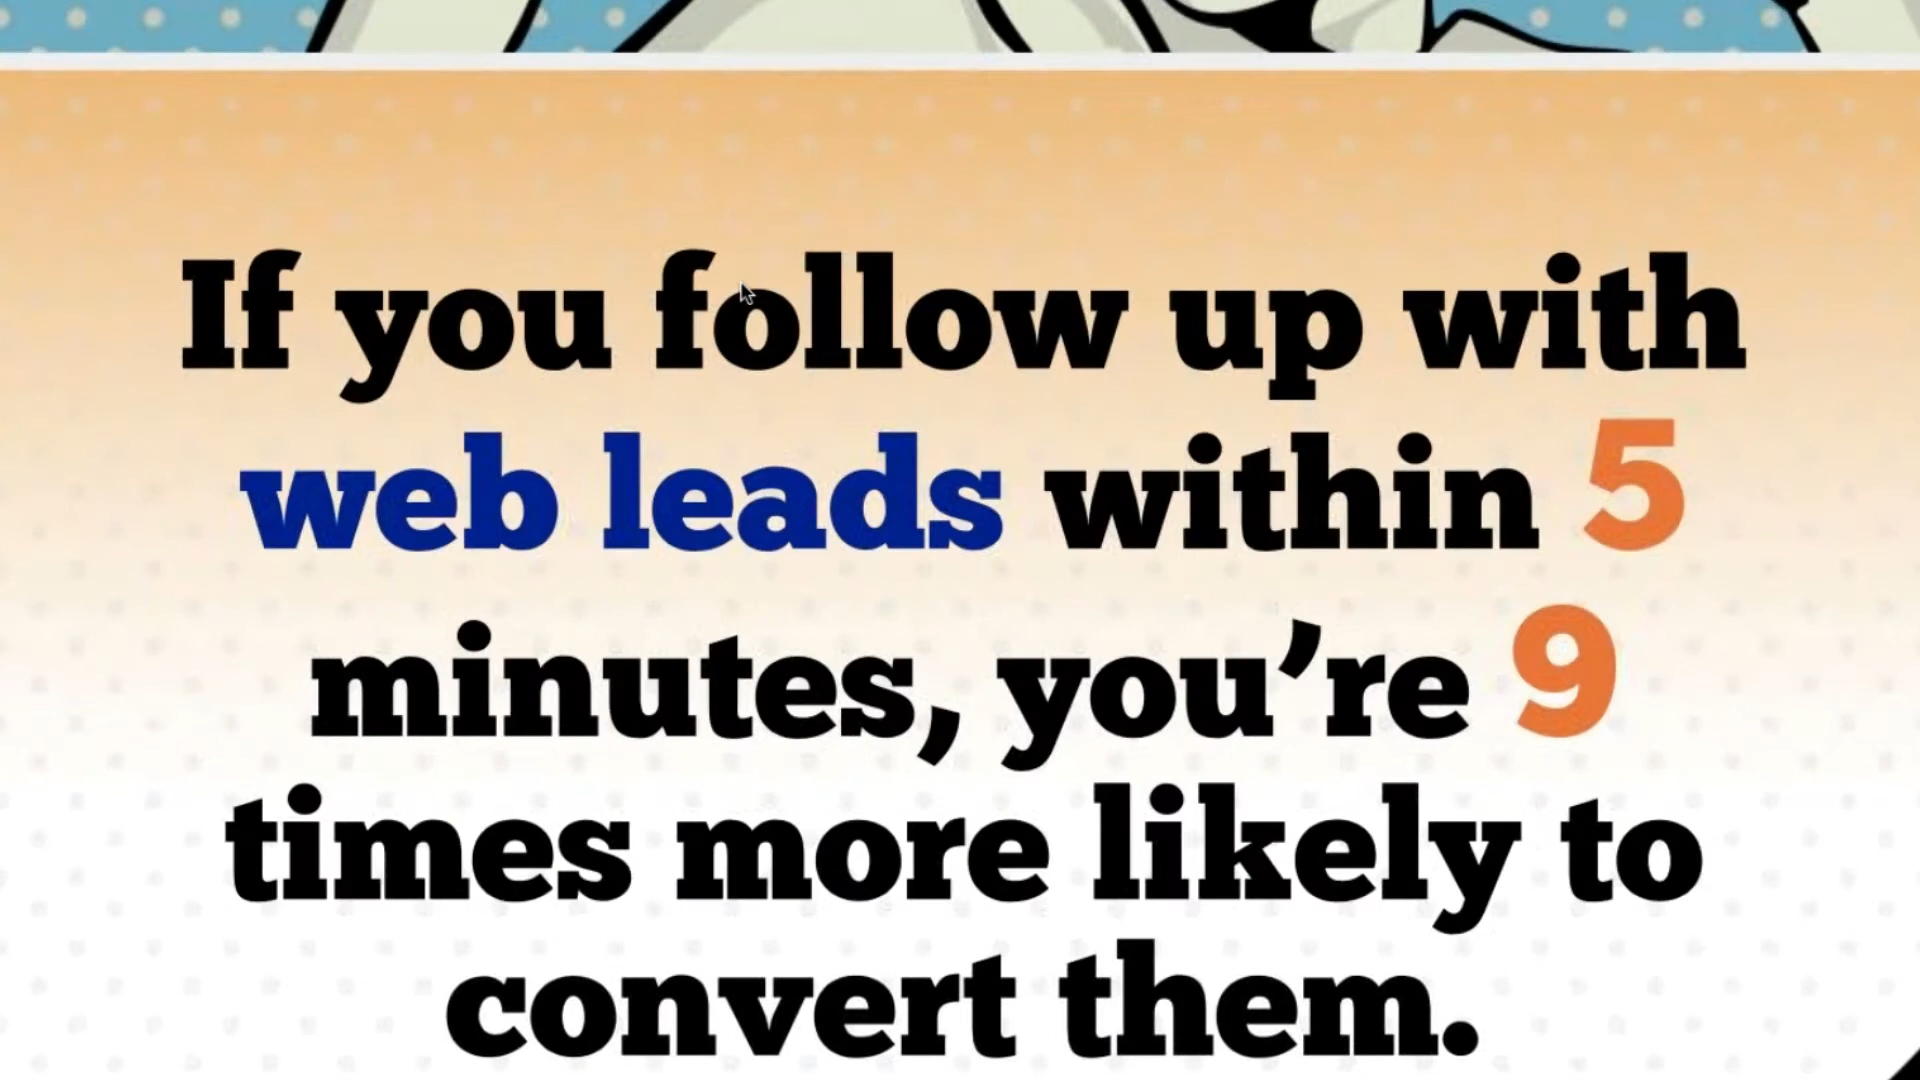 If you follow up with
web leads within 5
minutes, you’re 9
times more likely to
convert them.